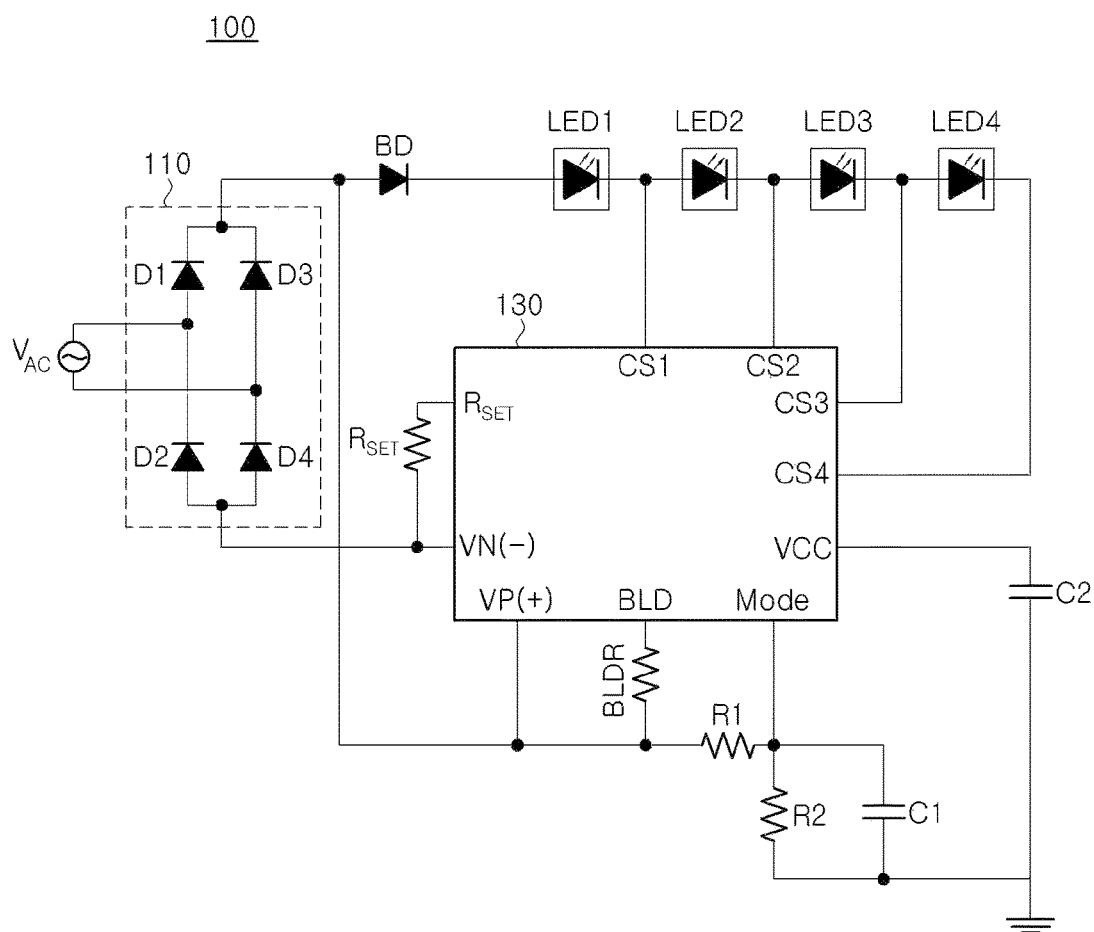 100
LED1
LED2
LED3
LED4
BD
110
D1
D3
130
VAC
CS1
CS2
RSET
CS3
RSET
D2
D4
CS4
VN(-)
VCC
VP(+)
BLD
Mode
C2
BLDR
R1
R2
C1